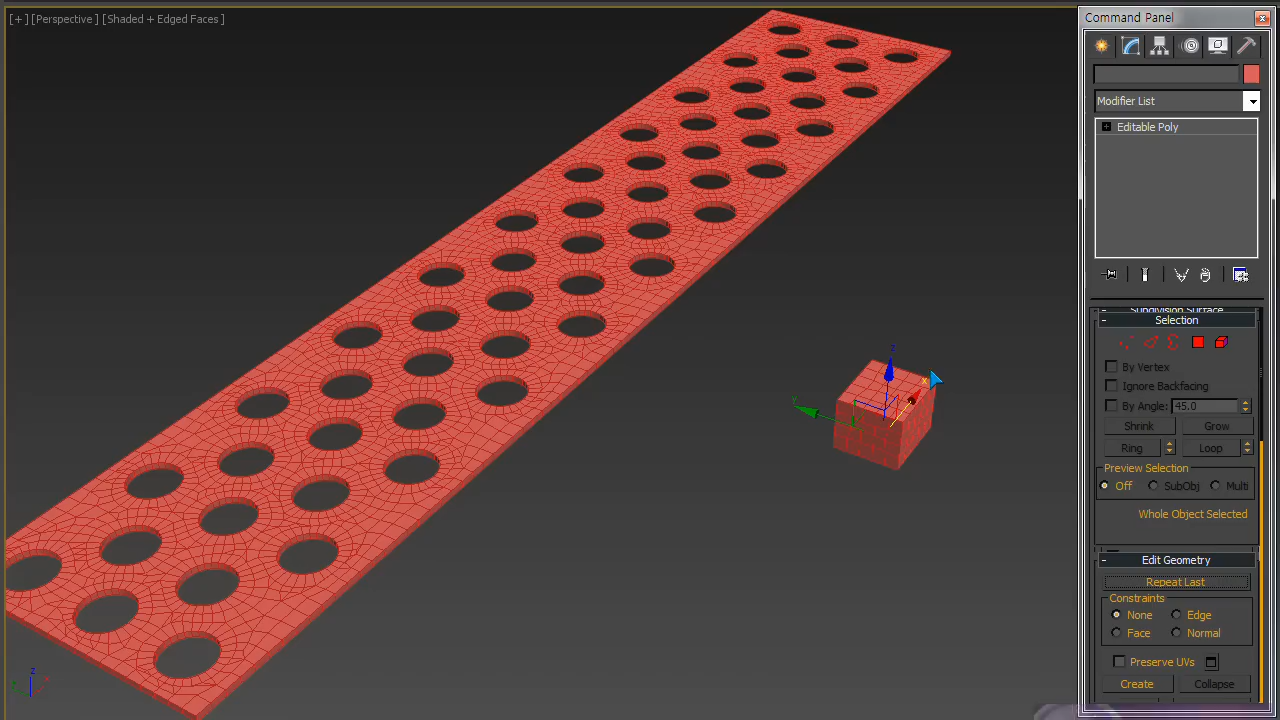 [+] [Perspective ] [Shaded + Edged Faces ]
Command Panel
Modifier List
Editable Poly
Subdivision Surface
- Selection
By Vertex
Ignore Backfacing
By Angle: 45.0
Shrink Grow
Ring Loop
Preview Selection
Off SubObj Multi
Whole Object Selected
- Edit Geometry
Repeat Last
Constraints
None Edge
Face Normal
Preserve UVs
Create Collapse
z
y
x
z